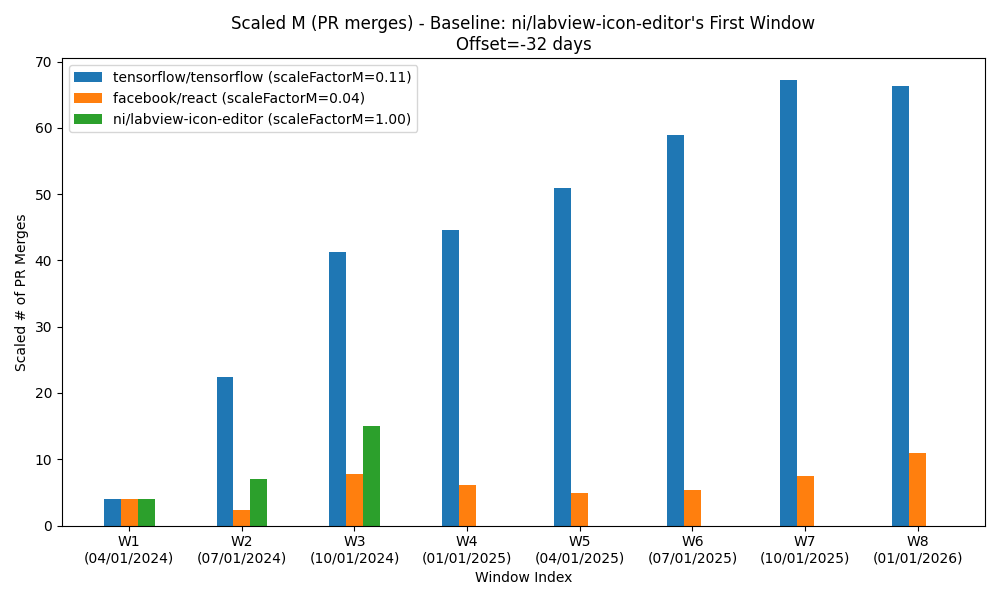 Scaled M (PR merges) - Baseline: ni/labview-icon-editor's First Window
Offset=-32 days
tensorflow/tensorflow (scaleFactorM=0.11)
facebook/react (scaleFactorM=0.04)
ni/labview-icon-editor (scaleFactorM=1.00)
Scaled # of PR Merges
70
60
50
40
30
20
10
0
W1 W2 W3 W4 W5 W6 W7 W8
(04/01/2024) (07/01/2024) (10/01/2024) (01/01/2025) (04/01/2025) (07/01/2025) (10/01/2025) (01/01/2026)
Window Index